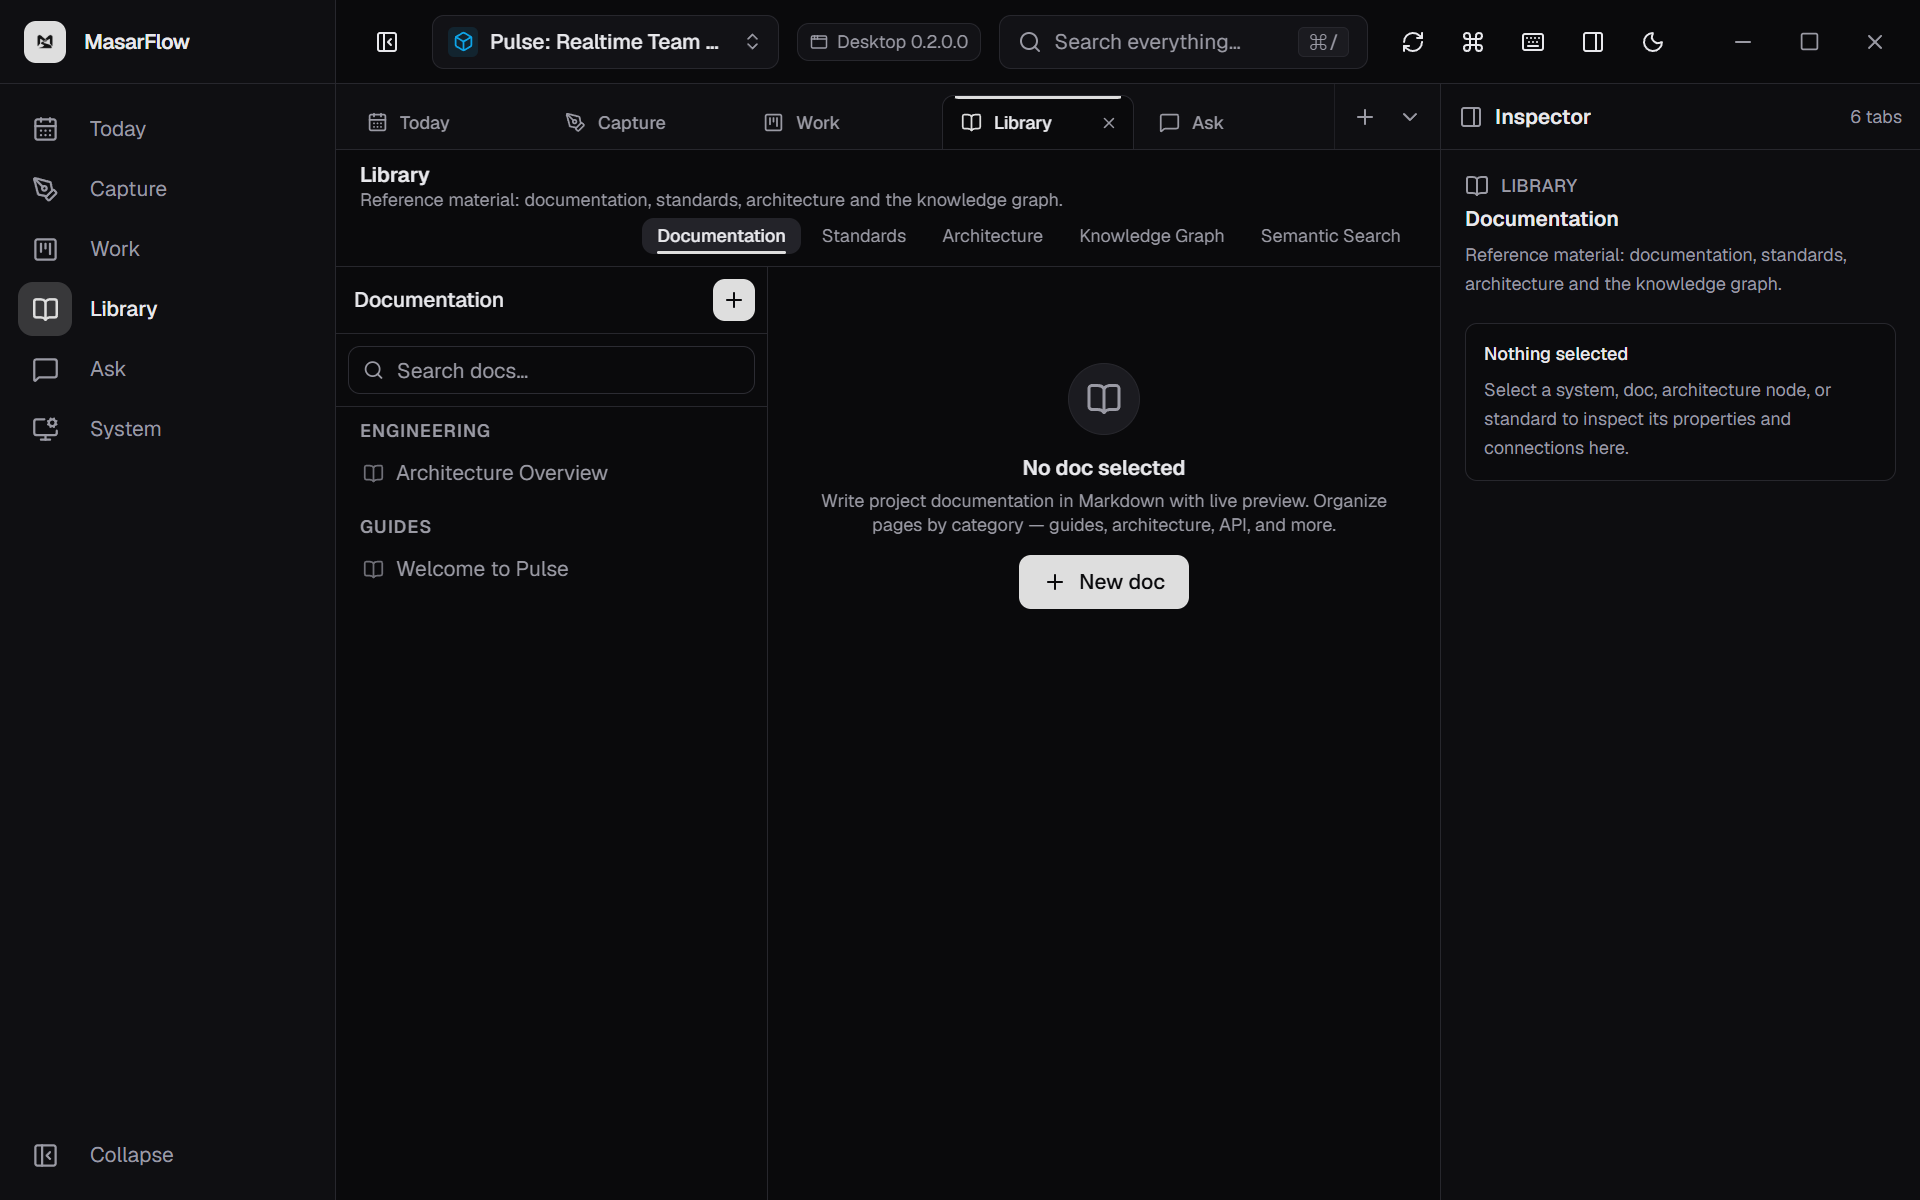 MasarFlow
Pulse: Realtime Team ...
Desktop 0.2.0.0
Search everything...
⌘/
Today
Capture
Work
Library
Ask
System
Collapse
Today
Capture
Work
Library
Ask
Library
Reference material: documentation, standards, architecture and the knowledge graph.
Documentation
Standards
Architecture
Knowledge Graph
Semantic Search
Documentation
Search docs...
ENGINEERING
Architecture Overview
GUIDES
Welcome to Pulse
No doc selected
Write project documentation in Markdown with live preview. Organize
pages by category — guides, architecture, API, and more.
New doc
Inspector
6 tabs
LIBRARY
Documentation
Reference material: documentation, standards,
architecture and the knowledge graph.
Nothing selected
Select a system, doc, architecture node, or
standard to inspect its properties and
connections here.